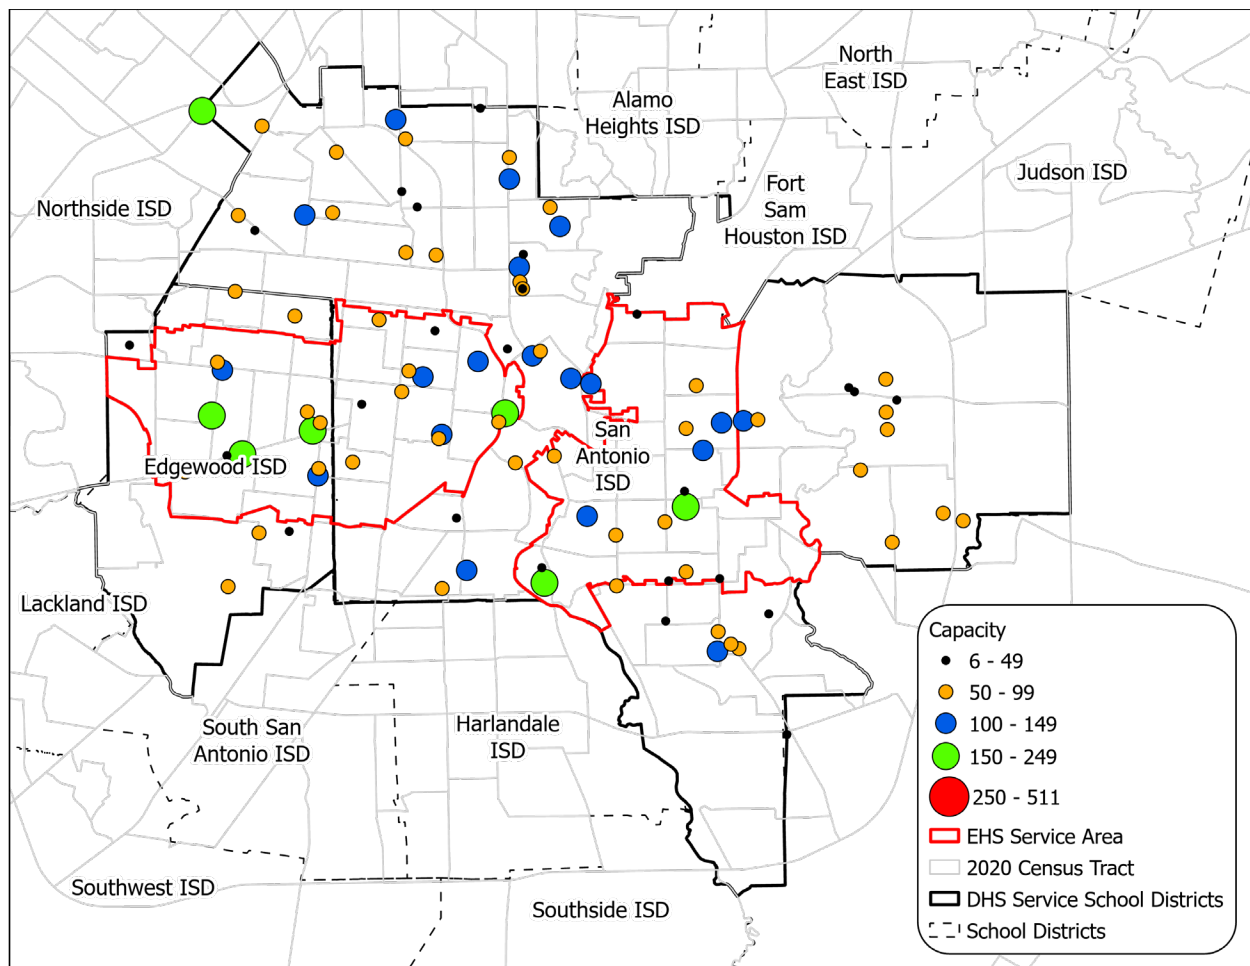 North
East ISD
Alamo
Heights ISD
Judson ISD
Fort
Sam
Houston ISD
Northside ISD
San
Antonio
ISD
Edgewood ISD
Lackland ISD
South San
Antonio ISD
Harlandale
ISD
Southwest ISD
Southside ISD
Capacity
6 - 49
50 - 99
100 - 149
150 - 249
250 - 511
EHS Service Area
2020 Census Tract
DHS Service School Districts
School Districts